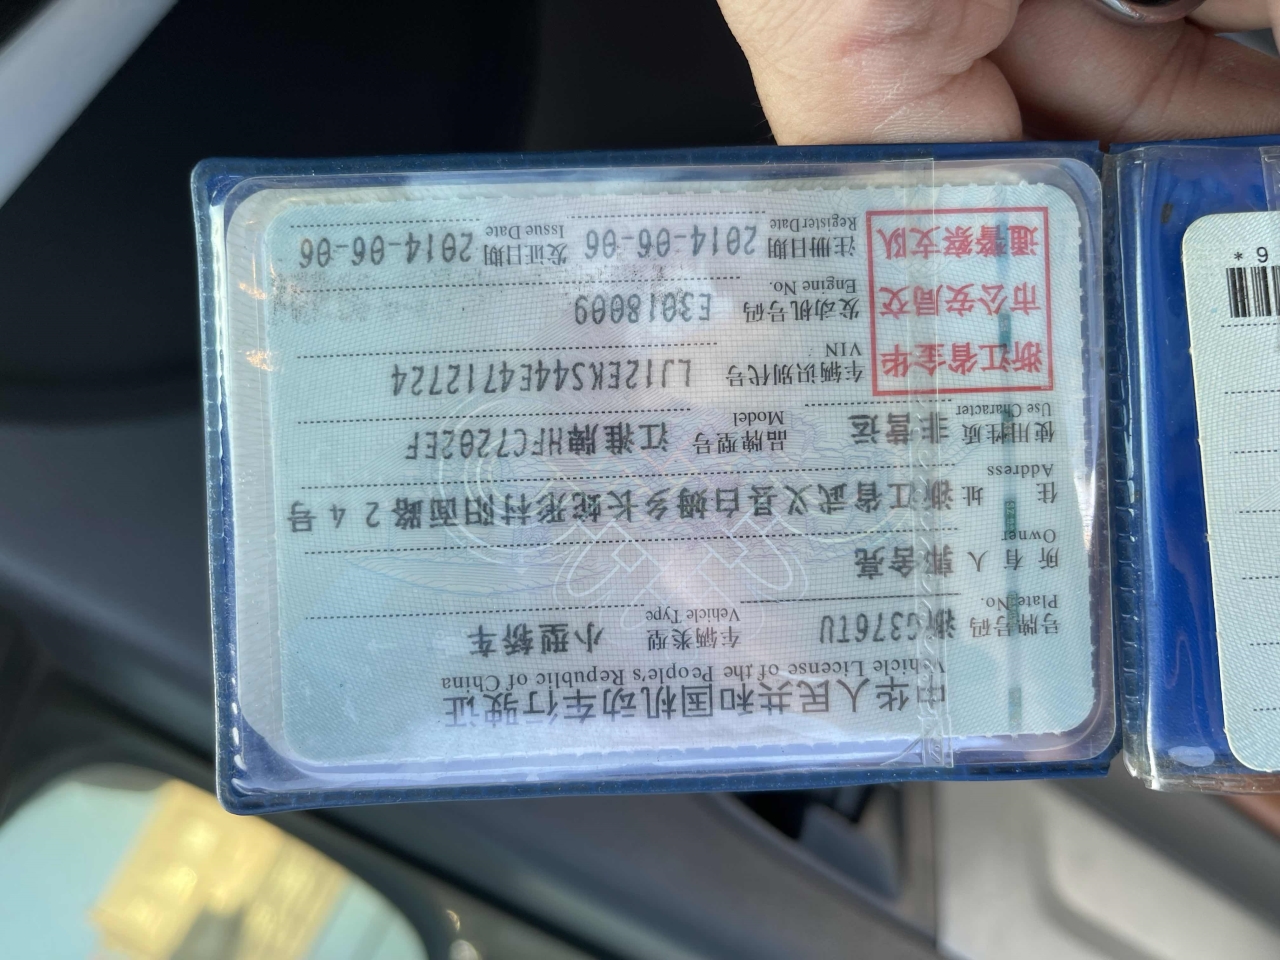 中华人民共和国机动车行驶证
Vehicle License of the People's Republic of China
号牌号码 浙G376TU 车辆类型 小型轿车
Plate No. Vehicle Type
所有人 郭含亮
Owner
住址 浙江省武义县白姆乡长蛇形村阳面路24号
Address
使用性质 非营运 品牌型号 江淮牌HFC7202EF
Use Character Model
浙江省金华
市公安局交
通警察支队
车辆识别代号 LJ12EKS44E4712724
VIN
发动机号码 E3018009
Engine No.
注册日期 2014-06-06 发证日期 2014-06-06
Register Date Issue Date